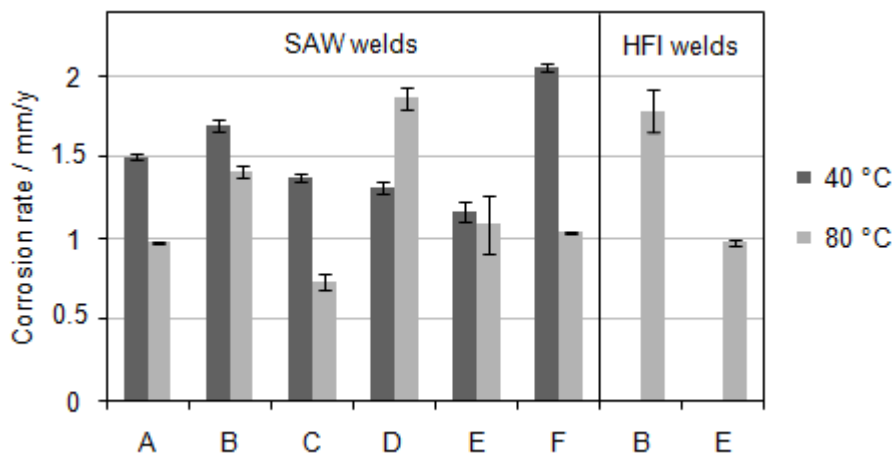 SAW welds
HFI welds
Corrosion rate / mm/y
2
1.5
1
0.5
0
A B C D E F B E
40 °C
80 °C